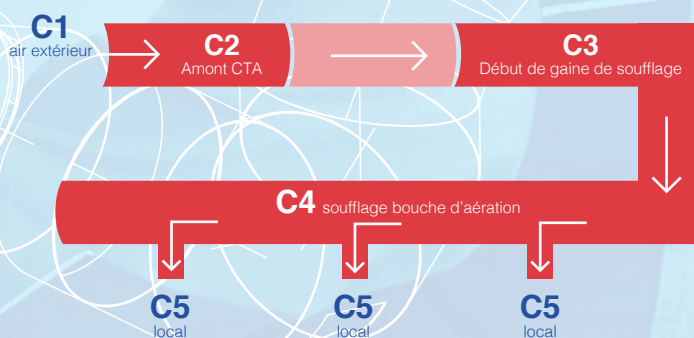 C1
air extérieur
C2
Amont CTA
C3
Début de gaine de soufflage
C4 soufflage bouche d'aération
C5
local
C5
local
C5
local